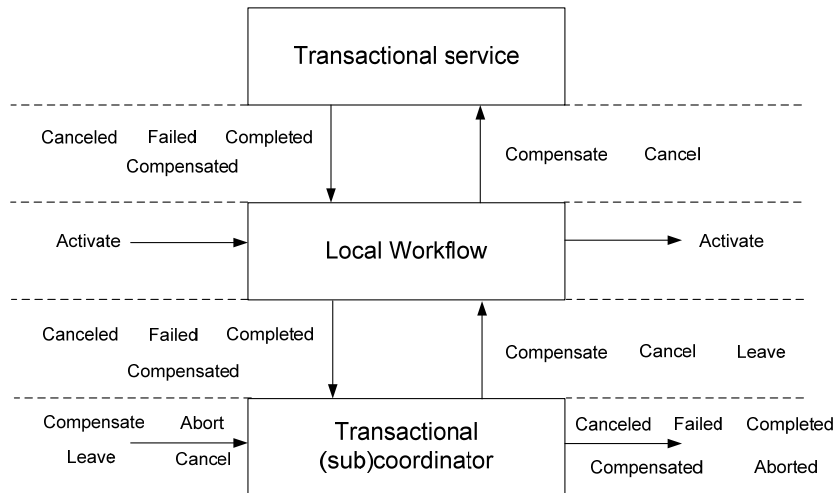 Transactional service
Canceled Failed Completed
Compensated
Compensate Cancel
Activate
Local Workflow
Activate
Canceled Failed Completed
Compensated
Compensate Cancel Leave
Compensate Abort
Leave Cancel
Transactional
(sub)coordinator
Canceled Failed Completed
Compensated Aborted